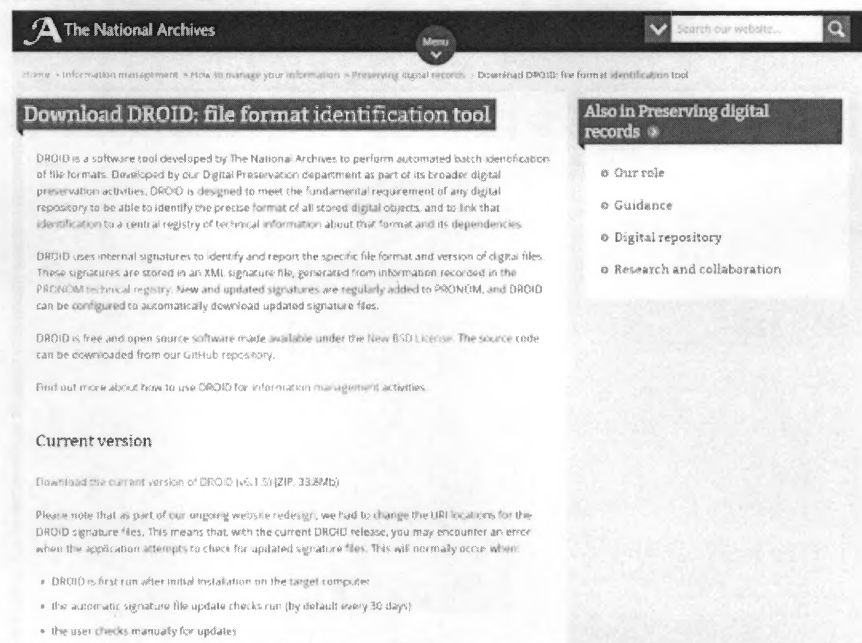 The National Archives
Menu
Search our website...
Home > Information management > How to manage your information > Preserving digital records > Download DROID: file format identification tool
Download DROID: file format identification tool
DROID is a software tool developed by The National Archives to perform automated batch identification
of file formats. Developed by our Digital Preservation department as part of its broader digital
preservation activities, DROID is designed to meet the fundamental requirement of any digital
repository to be able to identify the precise format of all stored digital objects, and to link that
identification to a central registry of technical information about that format and its dependencies.
DROID uses internal signatures to identify and report the specific file format and version of digital files.
These signatures are stored in an XML signature file, generated from information recorded in the
PRONOM technical registry. New and updated signatures are regularly added to PRONOM, and DROID
can be configured to automatically download updated signature files.
DROID is free and open source software made available under the New BSD License. The source code
can be downloaded from our GitHub repository.
Find out more about how to use DROID for information management activities.
Current version
Download the current version of DROID (v6.1.5) (ZIP, 33.8Mb)
Please note that as part of our ongoing website redesign, we had to change the URI locations for the
DROID signature files. This means that, with the current DROID release, you may encounter an error
when the application attempts to check for updated signature files. This will normally occur when:
DROID is first run after initial installation on the target computer
the automatic signature file update checks run (by default every 30 days)
the user checks manually for updates
Also in Preserving digital
records
Our role
Guidance
Digital repository
Research and collaboration